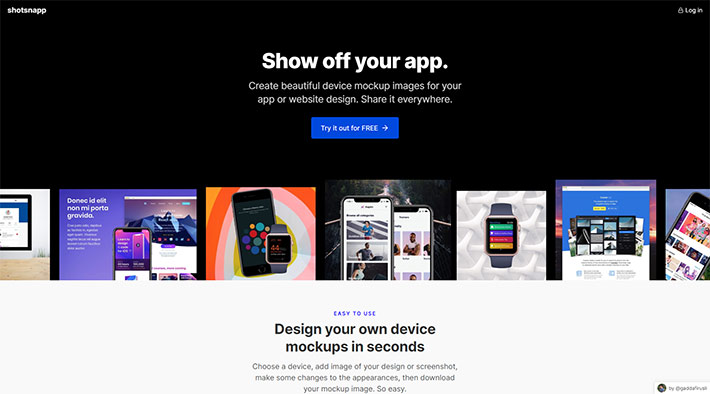 shotsnapp
Log in
Show off your app.
Create beautiful device mockup images for your
app or website design. Share it everywhere.
Try it out for FREE →
Donec id elit
non mi porta
gravida.
EASY TO USE
Design your own device
mockups in seconds
Choose a device, add image of your design or screenshot,
make some changes to the appearances, then download
your mockup image. So easy.
by @gaddafirusli